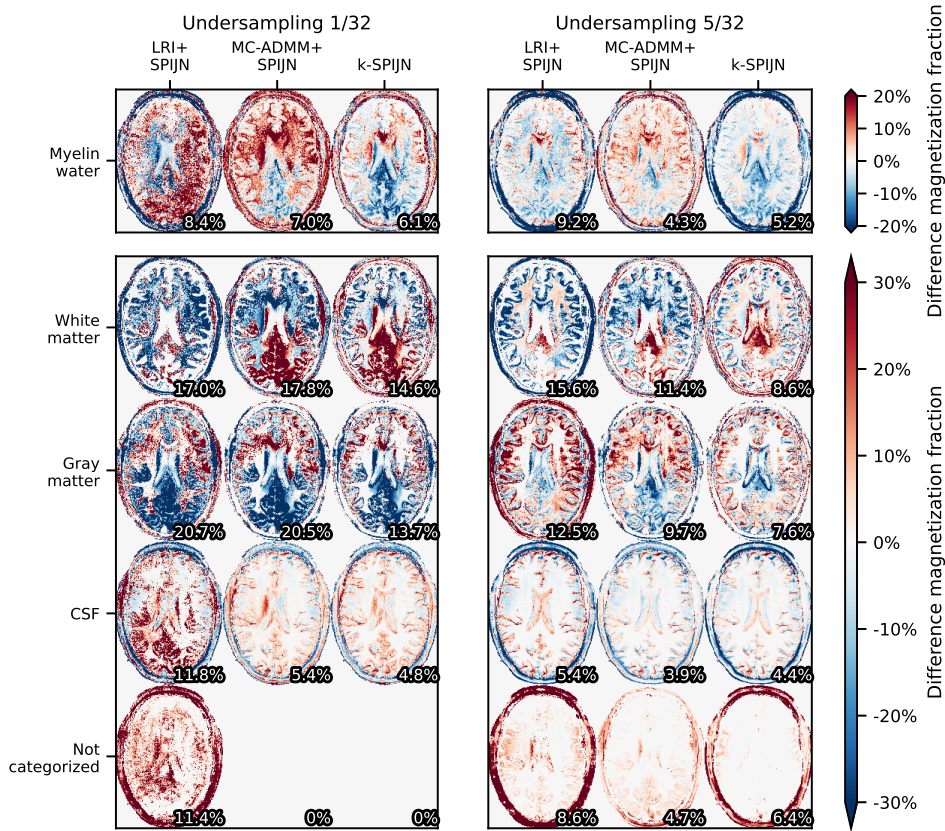 Undersampling 1/32
Undersampling 5/32
LRI+
SPIJN
MC-ADMM+
SPIJN
k-SPIJN
LRI+
SPIJN
MC-ADMM+
SPIJN
k-SPIJN
Myelin
water
8.4%
7.0%
6.1%
9.2%
4.3%
5.2%
20%
10%
0%
-10%
-20%
Difference magnetization fraction
White
matter
17.0%
17.8%
14.6%
15.6%
11.4%
8.6%
Gray
matter
20.7%
20.5%
13.7%
12.5%
9.7%
7.6%
CSF
11.8%
5.4%
4.8%
5.4%
3.9%
4.4%
Not
categorized
11.4%
0%
0%
8.6%
4.7%
6.4%
30%
20%
10%
0%
-10%
-20%
-30%
Difference magnetization fraction